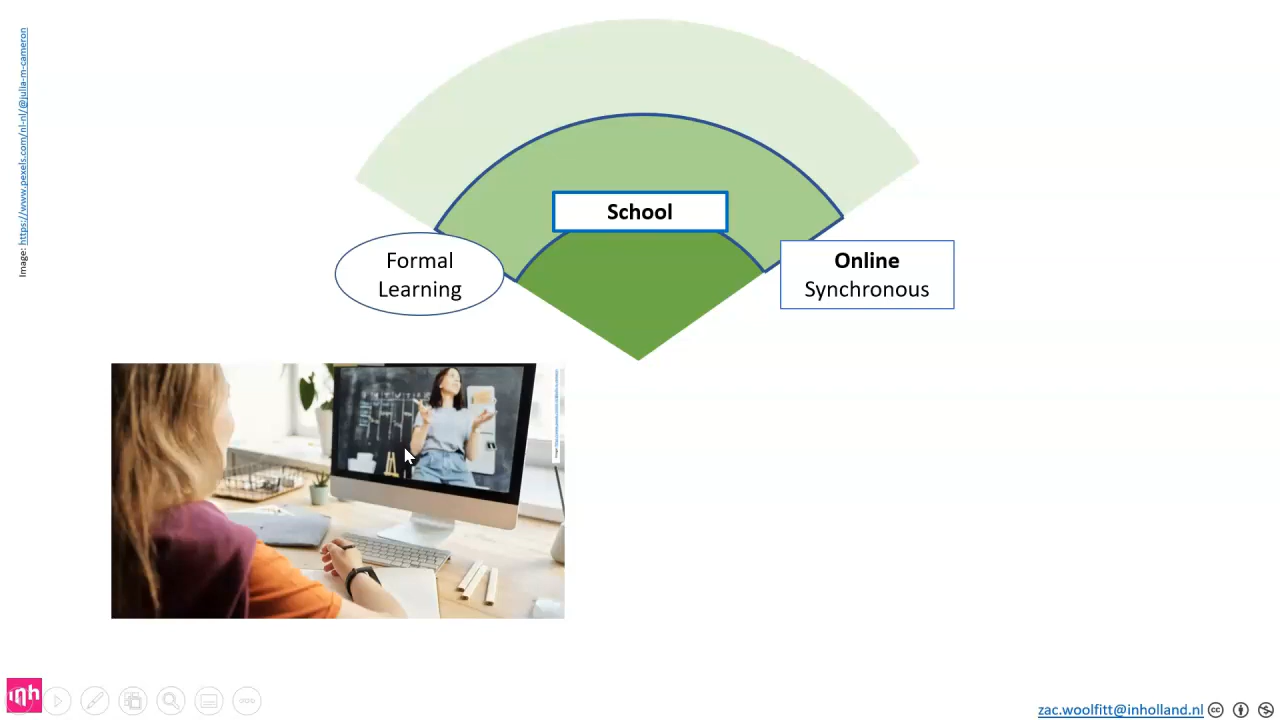 Image: https://www.pexels.com/nl-nl/@julia-m-cameron
School
Formal
Learning
Online
Synchronous
inh
zac.woolfitt@inholland.nl